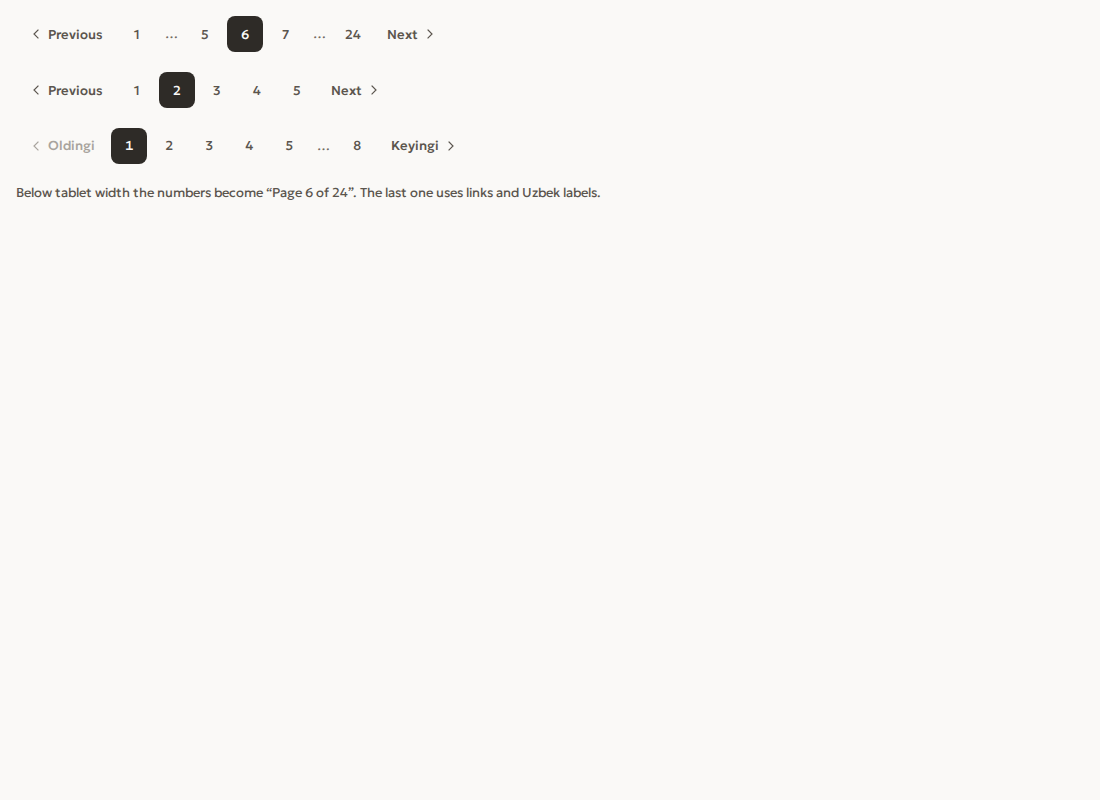 Previous 1 … 5 6 7 … 24 Next
Previous 1 2 3 4 5 Next
Oldingi 1 2 3 4 5 … 8 Keyingi
Below tablet width the numbers become “Page 6 of 24”. The last one uses links and Uzbek labels.